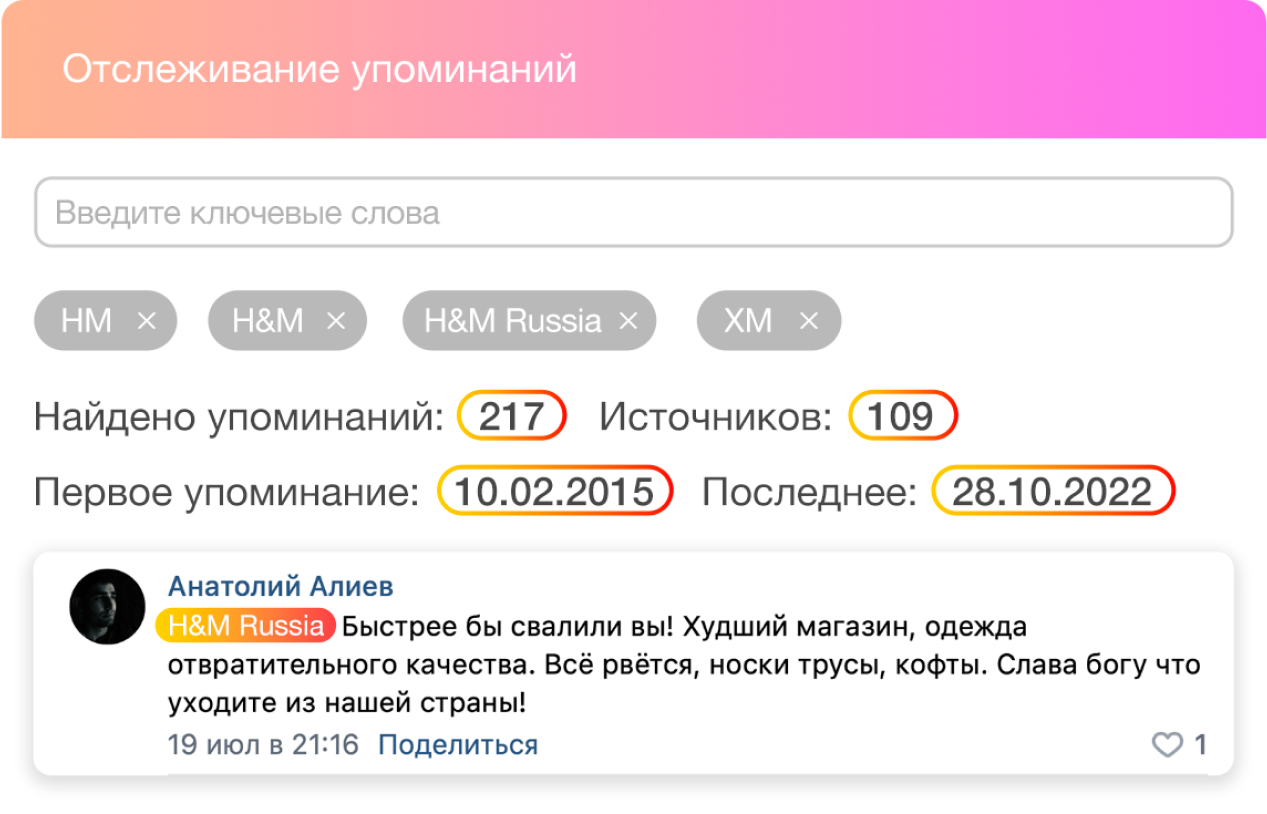 Отслеживание упоминаний
Введите ключевые слова
HM × H&M × H&M Russia × ХМ ×
Найдено упоминаний: 217 Источников: 109
Первое упоминание: 10.02.2015 Последнее: 28.10.2022
Анатолий Алиев
H&M Russia Быстрее бы свалили вы! Худший магазин, одежда
отвратительного качества. Всё рвётся, носки трусы, кофты. Слава богу что
уходите из нашей страны!
19 июл в 21:16 Поделиться 1